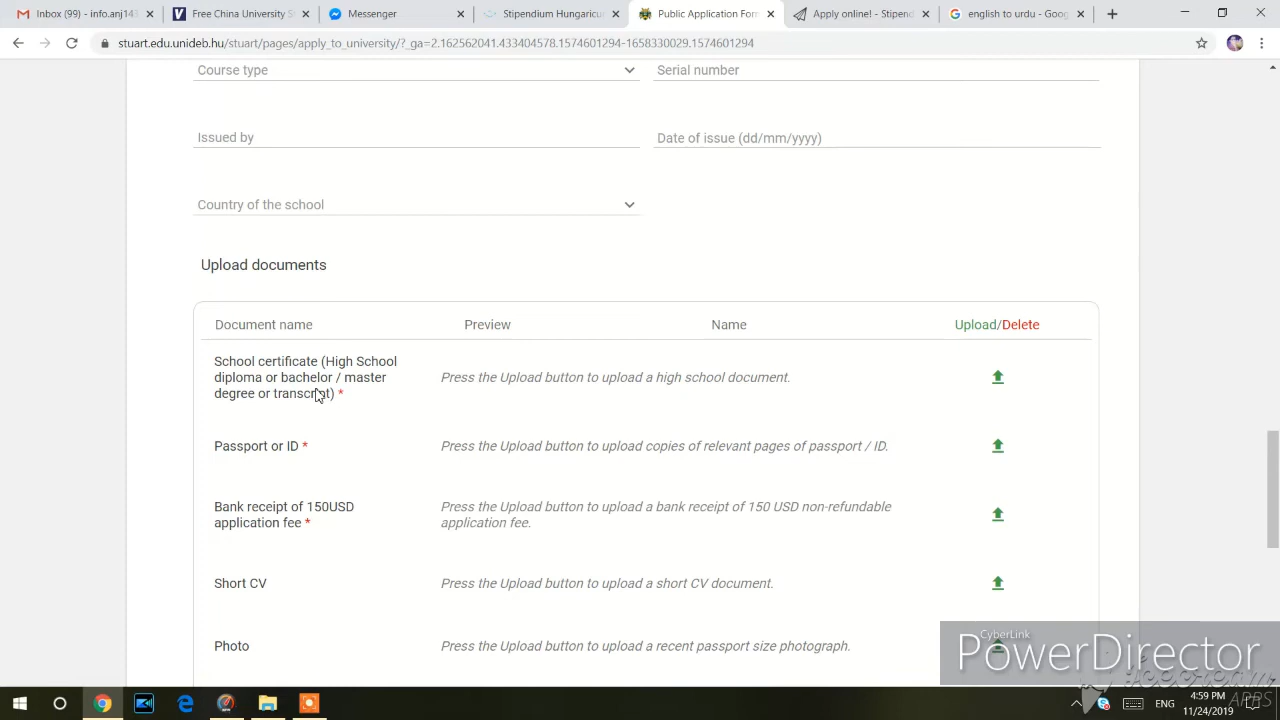 Inbox (99) - info.anj143
Free China University S
Messenger
Stipendium Hungaricu
Public Application Form
Apply online! - Stipend
english to urdu - Goog
stuart.edu.unideb.hu/stuart/pages/apply_to_university/?_ga=2.162562041.433404578.1574601294-1658330029.1574601294
Course type
Serial number
Issued by
Date of issue (dd/mm/yyyy)
Country of the school
Upload documents
Document name Preview Name Upload/Delete
School certificate (High School
diploma or bachelor / master
degree or transcript) *
Press the Upload button to upload a high school document.
Passport or ID *
Press the Upload button to upload copies of relevant pages of passport / ID.
Bank receipt of 150USD
application fee *
Press the Upload button to upload a bank receipt of 150 USD non-refundable
application fee.
Short CV
Press the Upload button to upload a short CV document.
Photo
Press the Upload button to upload a recent passport size photograph.
CyberLink
PowerDirector
APPS
ENG
4:59 PM
11/24/2019